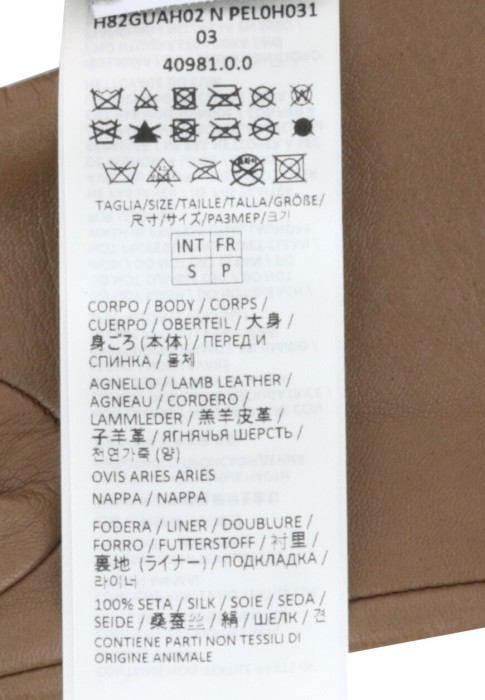 H82GUAH02 N PEL0H031
03
40981.0.0
TAGLIA/SIZE/TAILLE/TALLA/GRÖßE/
尺寸/サイズ/РАЗМЕР/크기
INT FR
S P
CORPO / BODY / CORPS /
CUERPO / OBERTEIL / 大身 /
身ごろ (本体) / ПЕРЕД И
СПИНКА / 몸체
AGNELLO / LAMB LEATHER /
AGNEAU / CORDERO /
LAMMLEDER / 羔羊皮革 /
子羊革 / ЯГНЯЧЬЯ ШЕРСТЬ /
천연가죽 (양)
OVIS ARIES ARIES
NAPPA / NAPPA
FODERA / LINER / DOUBLURE /
FORRO / FUTTERSTOFF / 衬里 /
裏地 (ライナー) / ПОДКЛАДКА /
라이너
100% SETA / SILK / SOIE / SEDA /
SEIDE / 桑蚕丝 / 絹 / ШЕЛК / 견
CONTIENE PARTI NON TESSILI DI
ORIGINE ANIMALE